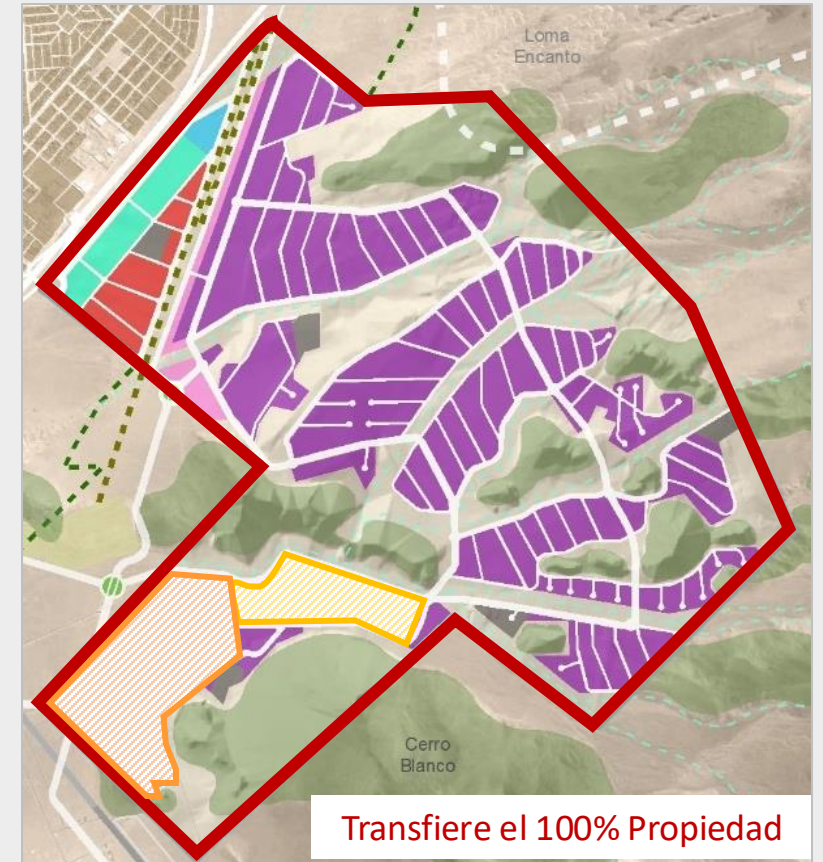 Loma
Encanto
Cerro
Blanco
Transfiere el 100% Propiedad